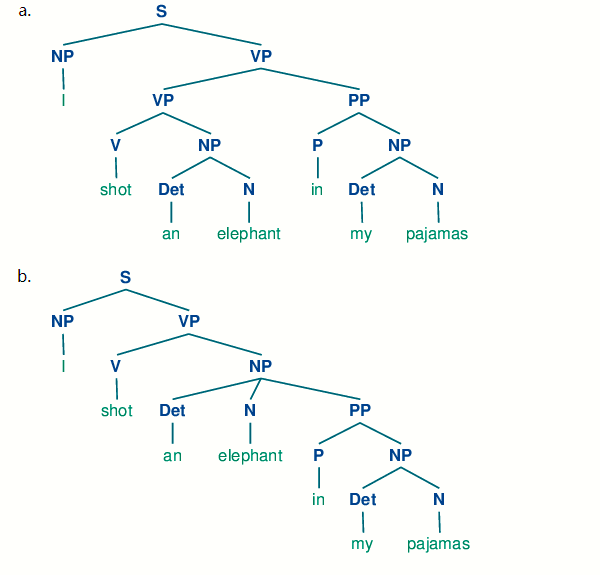 a.
S
NP VP
I VP PP
V NP P NP
shot Det N in Det N
an elephant my pajamas
b.
S
NP VP
I V NP
shot Det N PP
an elephant P NP
in Det N
my pajamas